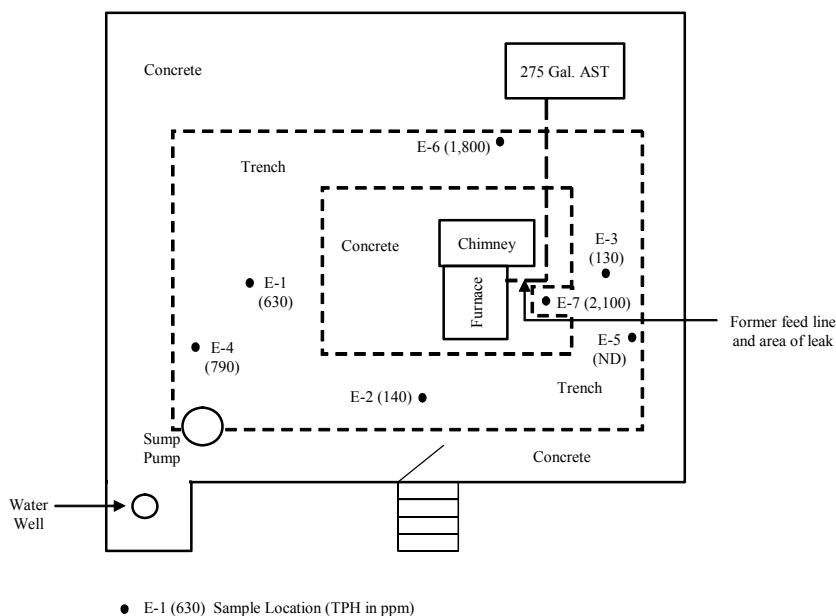 Concrete
275 Gal. AST
E-6 (1,800)
Trench
Concrete
Chimney
Furnace
E-3
(130)
E-1
(630)
E-7 (2,100)
Former feed line
and area of leak
E-4
(790)
E-5
(ND)
E-2 (140)
Trench
Sump
Pump
Concrete
Water
Well
E-1 (630) Sample Location (TPH in ppm)